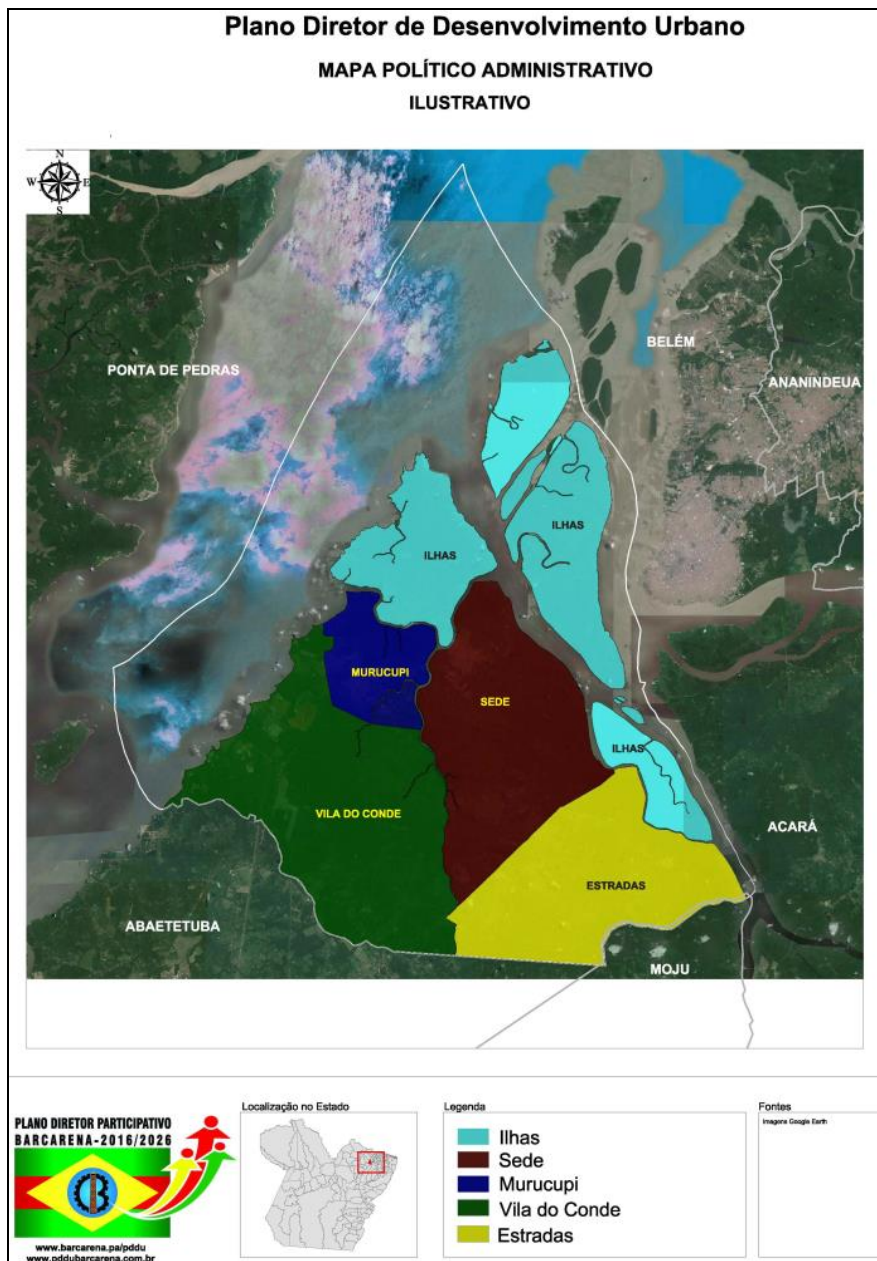 Plano Diretor de Desenvolvimento Urbano
MAPA POLÍTICO ADMINISTRATIVO
ILUSTRATIVO
N
W E
S
PONTA DE PEDRAS
BELÉM
ANANINDEUA
ILHAS
ILHAS
MURUCUPI
SEDE
ILHAS
VILA DO CONDE
ACARÁ
ESTRADAS
ABAETETUBA
MOJU
PLANO DIRETOR PARTICIPATIVO
BARCARENA-2016/2026
www.barcarena.pa/pddu
www.pddubarcarena.com.br
Localização no Estado
Legenda
Ilhas
Sede
Murucupi
Vila do Conde
Estradas
Fontes
Imagens Google Earth